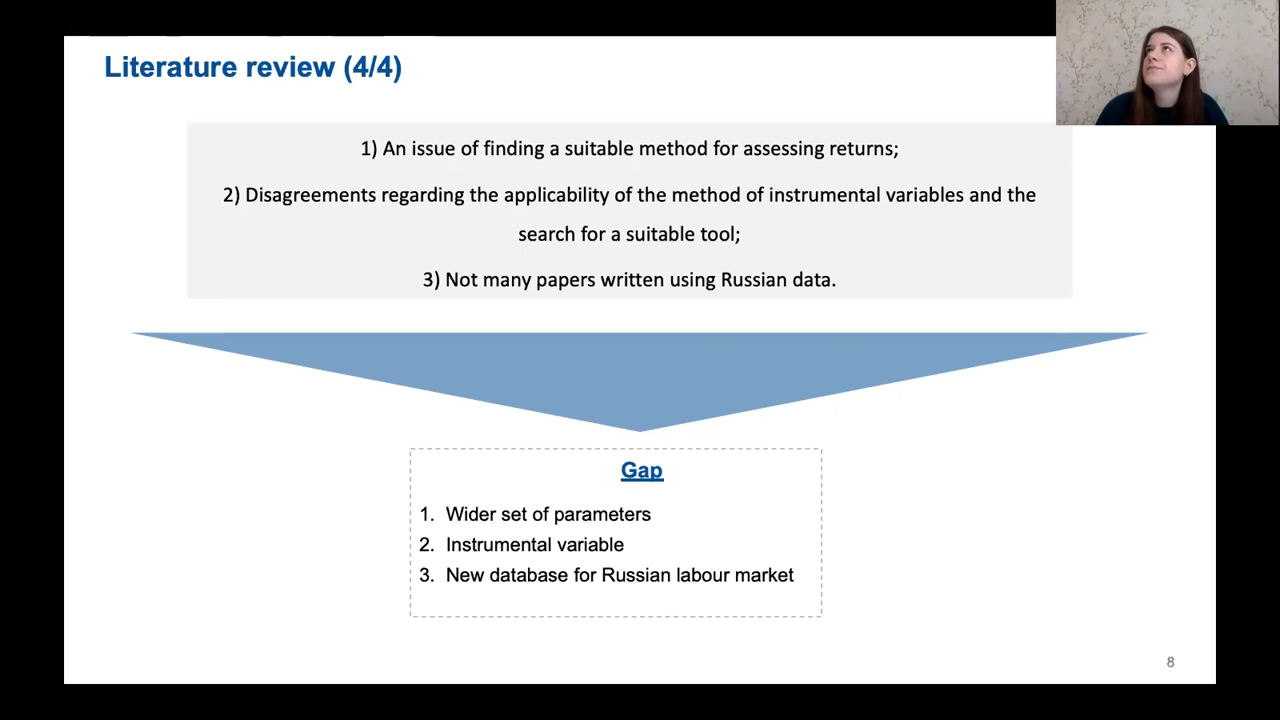 Literature review (4/4)
1) An issue of finding a suitable method for assessing returns;
2) Disagreements regarding the applicability of the method of instrumental variables and the
search for a suitable tool;
3) Not many papers written using Russian data.
Gap
1. Wider set of parameters
2. Instrumental variable
3. New database for Russian labour market
8